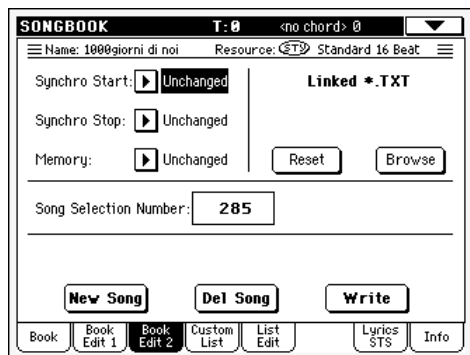 SONGBOOK T:0 <no chord> 0
Name: 1000giorni di noi Resource: STY Standard 16 Beat
Synchro Start: Unchanged Linked *.TXT
Synchro Stop: Unchanged
Memory: Unchanged Reset Browse
Song Selection Number: 285
New Song Del Song Write
Book Book Edit 1 Book Edit 2 Custom List List Edit Lyrics STS Info